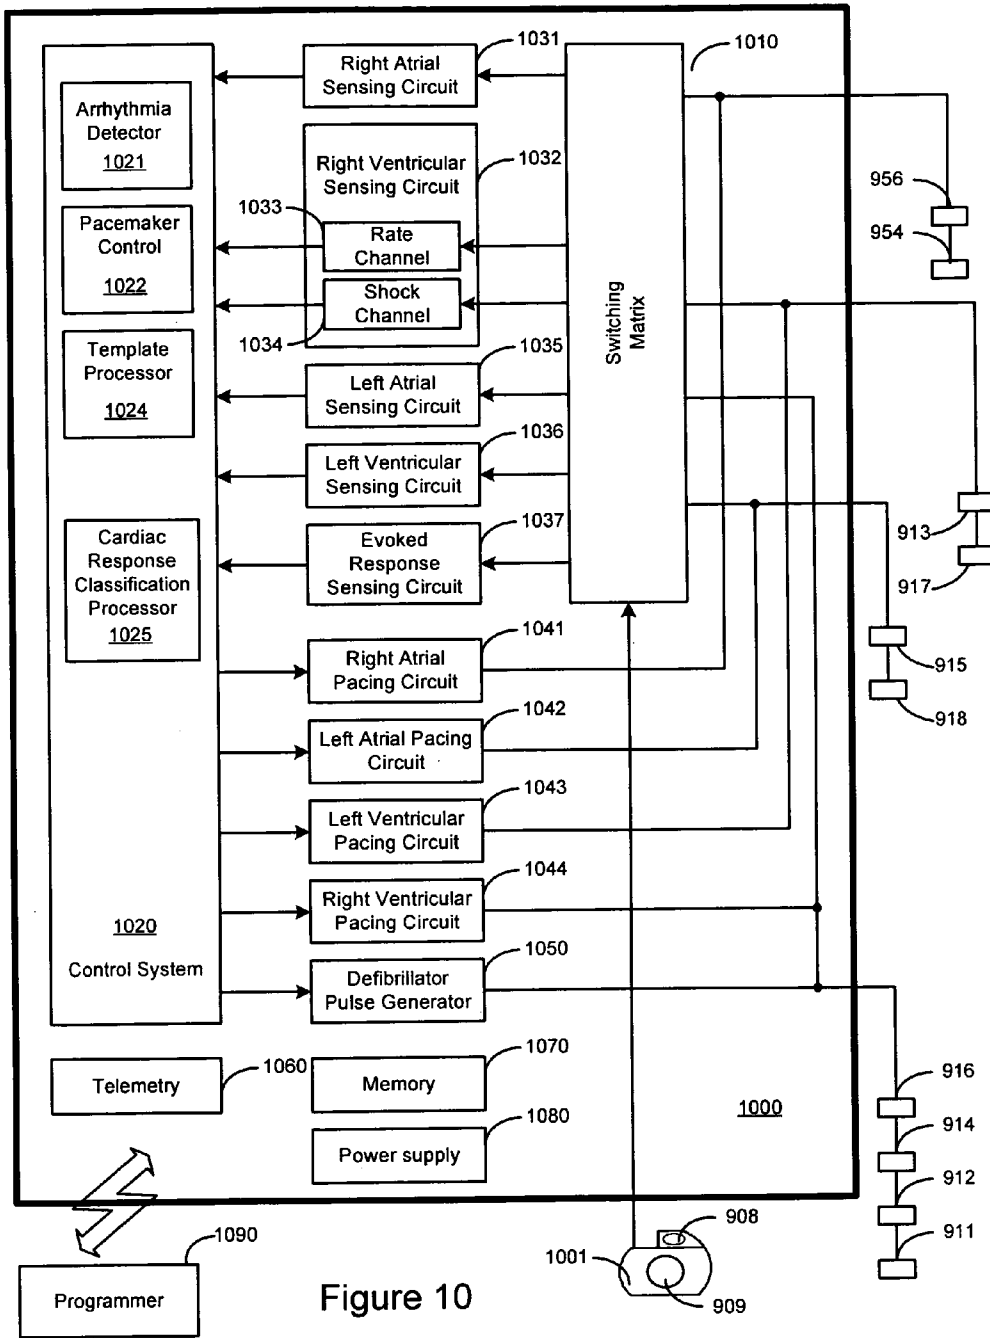 1031
1010
Right Atrial
Sensing Circuit
Arrhythmia
Detector
1021
Right Ventricular
Sensing Circuit
1032
956
1033
Pacemaker
Control
1022
Rate
Channel
954
Shock
Channel
1034
Switching
Matrix
Template
Processor
1024
1035
Left Atrial
Sensing Circuit
1036
Left Ventricular
Sensing Circuit
913
1037
Cardiac
Response
Classification
Processor
1025
Evoked
Response
Sensing Circuit
917
1041
Right Atrial
Pacing Circuit
915
918
1042
Left Atrial Pacing
Circuit
1043
Left Ventricular
Pacing Circuit
1044
Right Ventricular
Pacing Circuit
1020
Control System
1050
Defibrillator
Pulse Generator
1060
Telemetry
1070
Memory
916
1000
914
1080
Power supply
912
908
911
1090
Programmer
1001
909
Figure 10